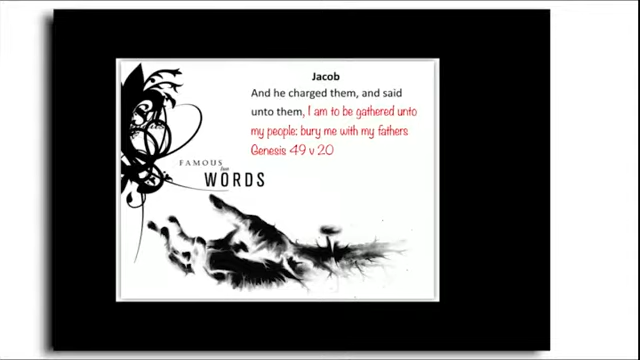 Jacob
And he charged them, and said
unto them, I am to be gathered unto
my people: bury me with my fathers
Genesis 49 v 20
FAMOUS
last
WORDS